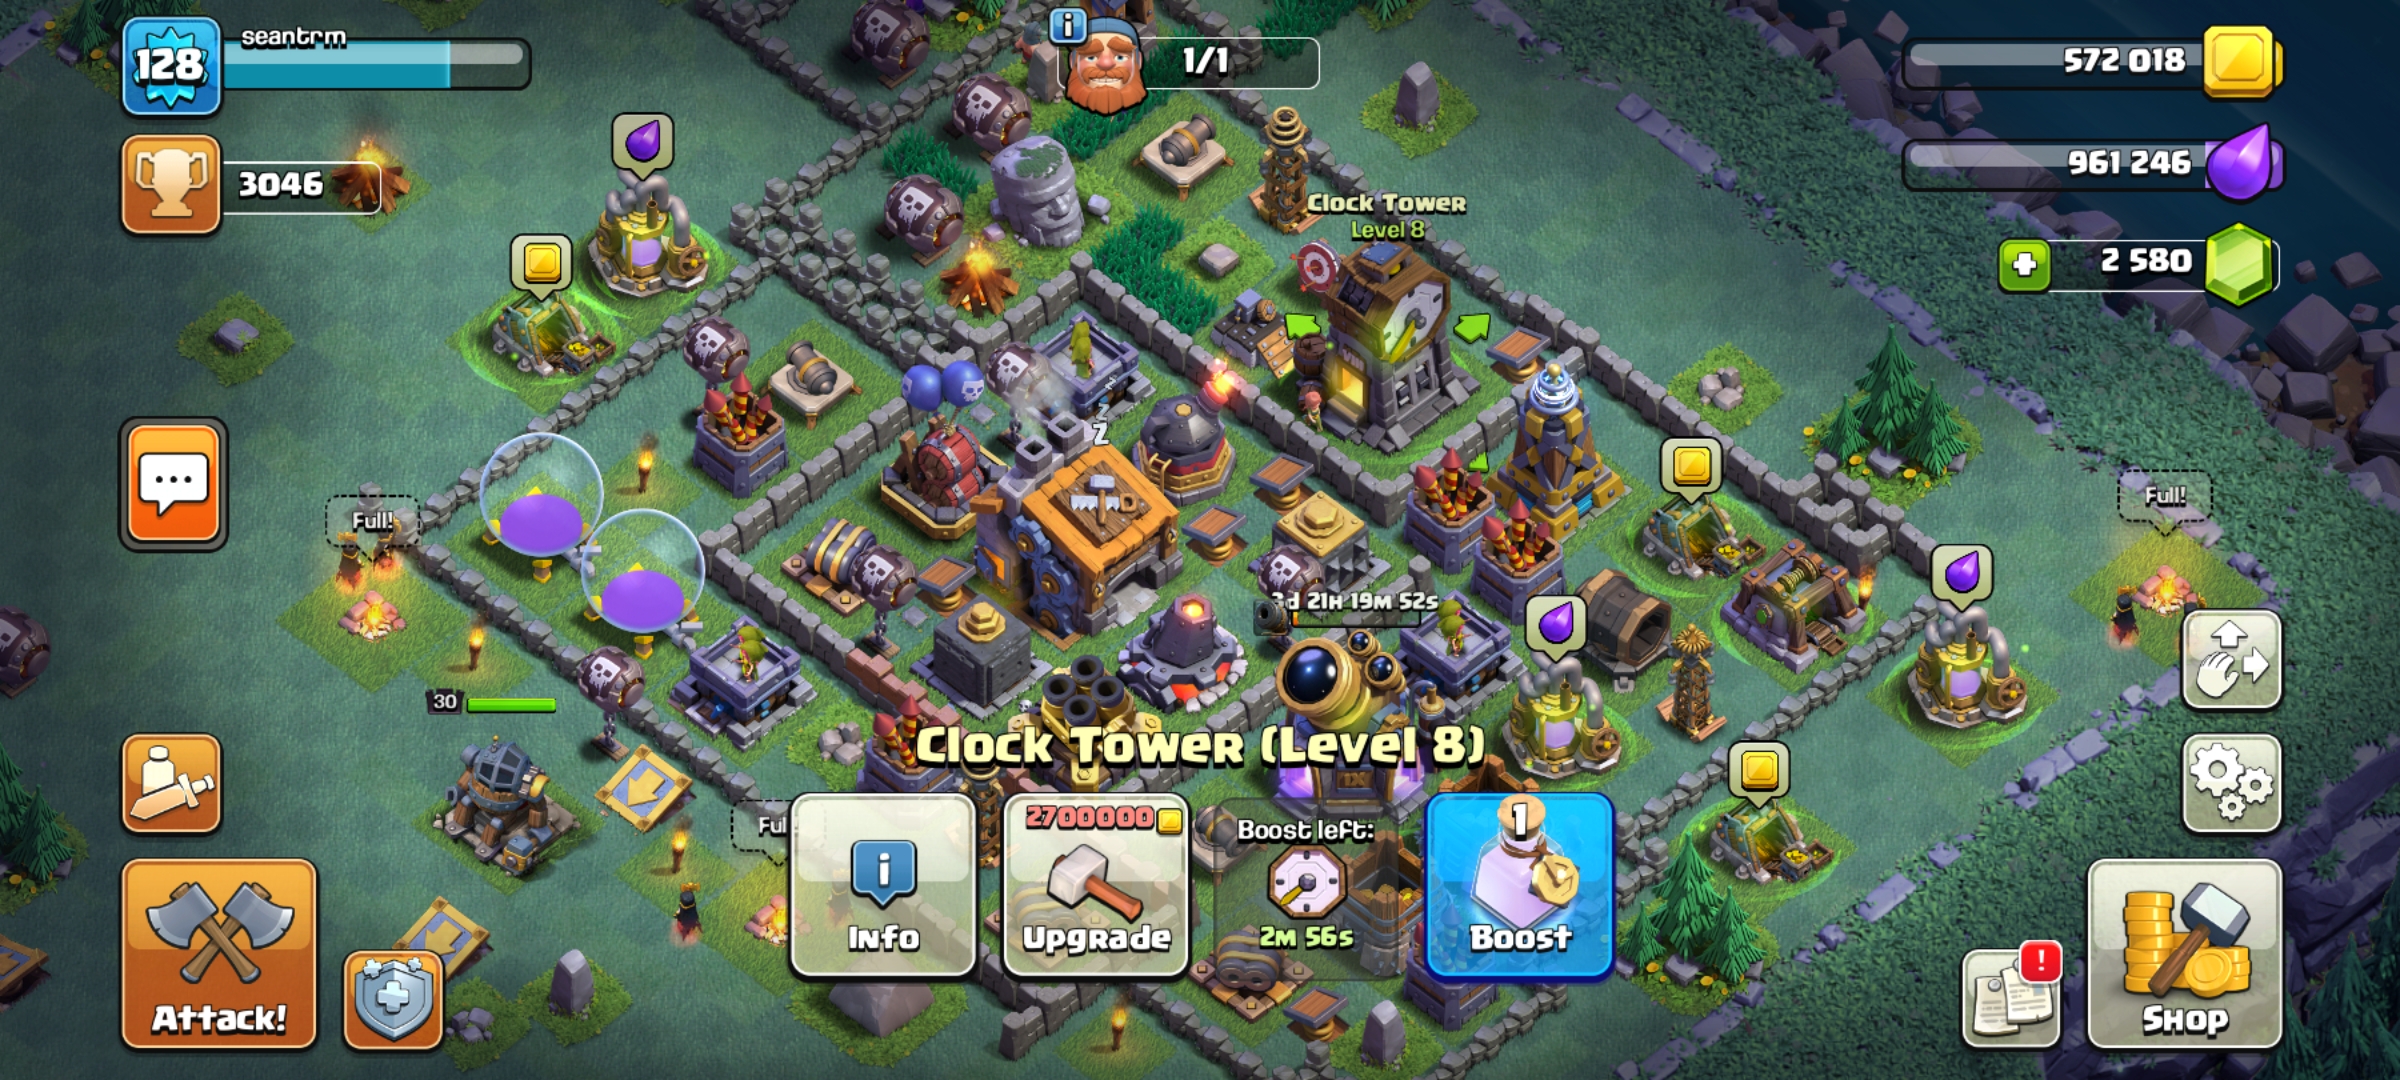 128
seantrm
1/1
572 018
3046
961 246
2 580
Clock Tower
Level 8
Full!
Full!
z
z
z
3d 21h 19m 52s
30
Clock Tower (Level 8)
2700000
Boost left:
1
Info
Upgrade
2m 56s
Boost
Attack!
!
Shop